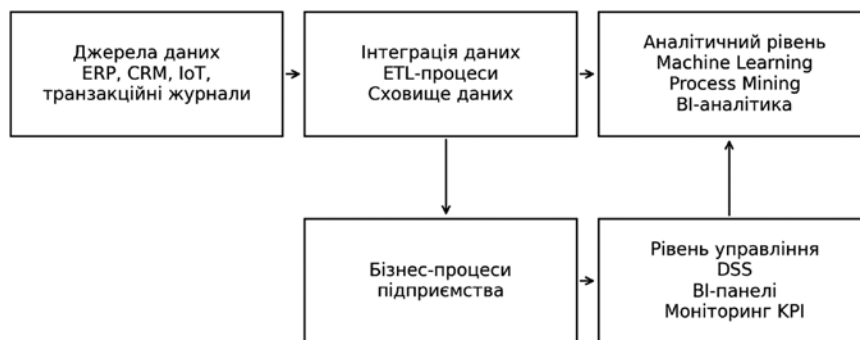 Джерела даних
ERP, CRM, IoT,
транзакційні журнали
Інтеграція даних
ETL-процеси
Сховище даних
Аналітичний рівень
Machine Learning
Process Mining
BI-аналітика
Бізнес-процеси
підприємства
Рівень управління
DSS
BI-панелі
Моніторинг KPI